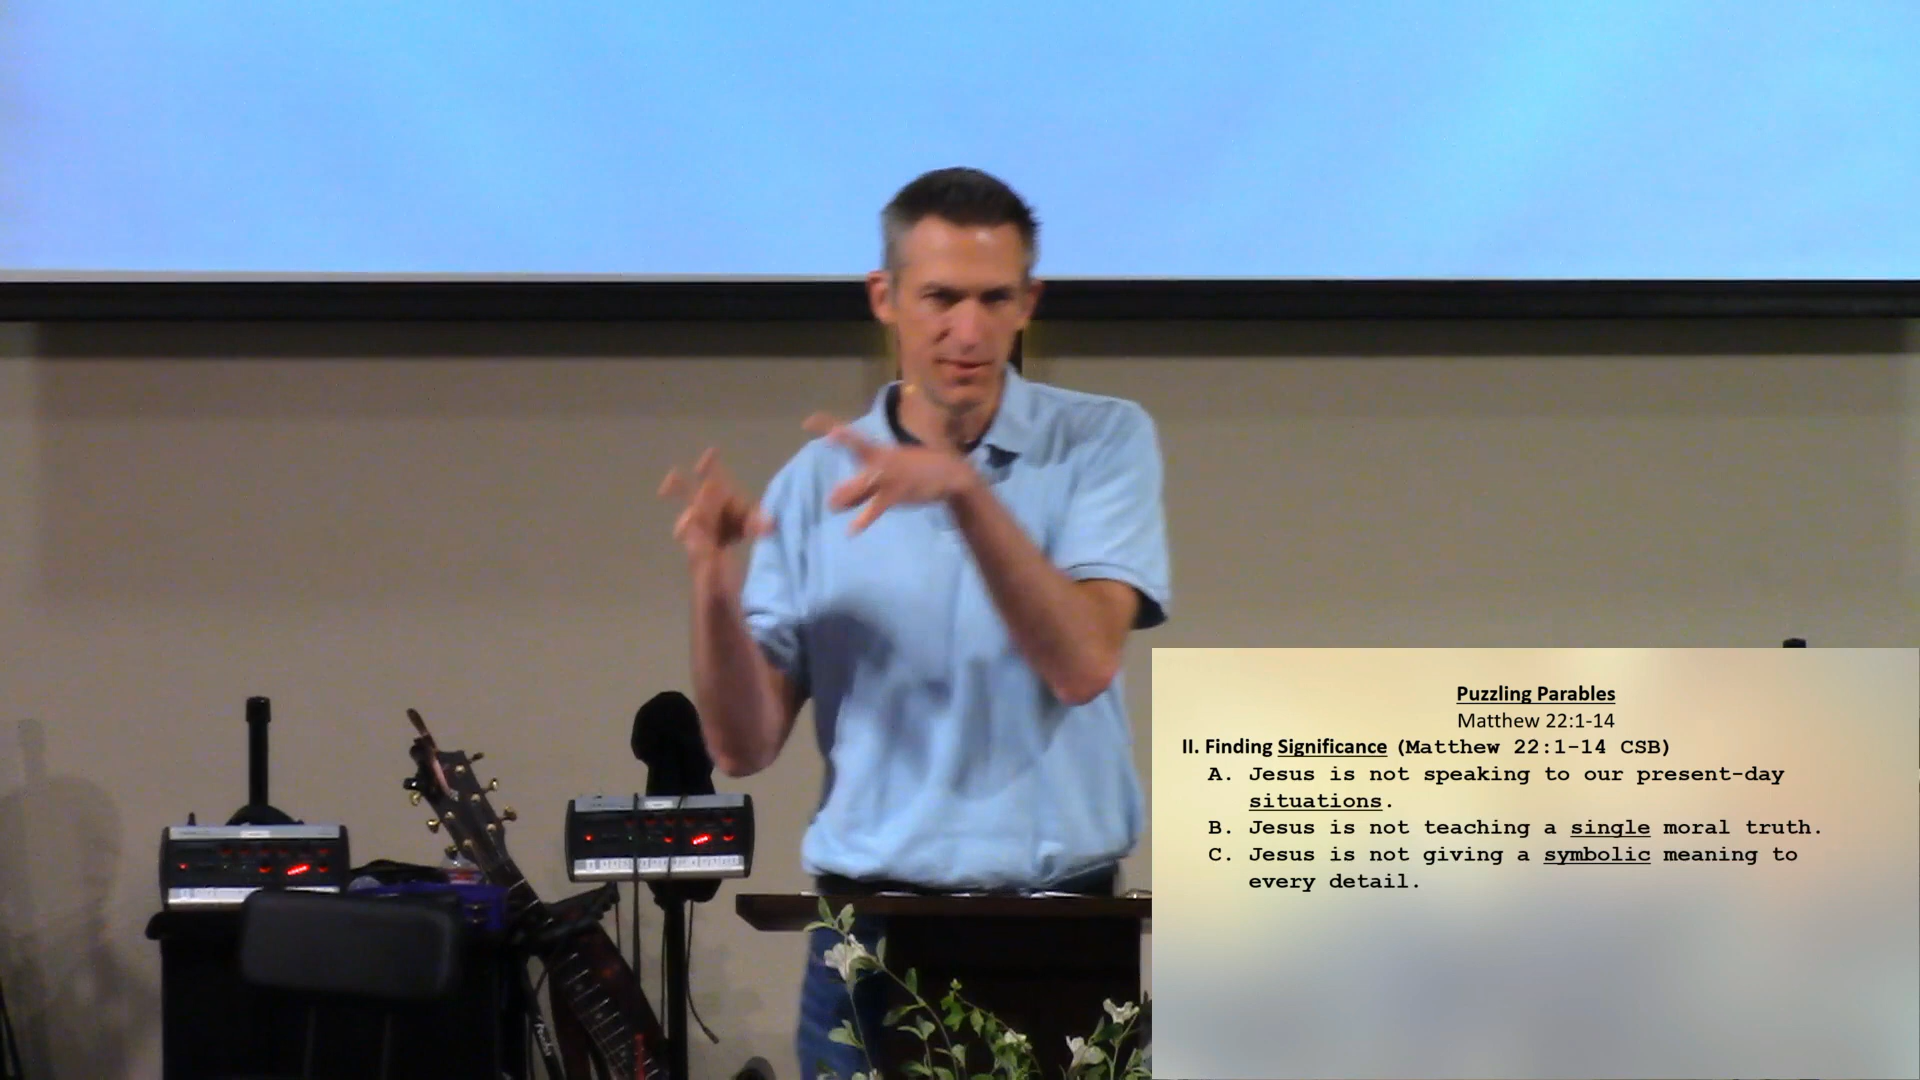 Puzzling Parables
Matthew 22:1-14
II. Finding Significance (Matthew 22:1-14 CSB)
A. Jesus is not speaking to our present-day
situations.
B. Jesus is not teaching a single moral truth.
C. Jesus is not giving a symbolic meaning to
every detail.